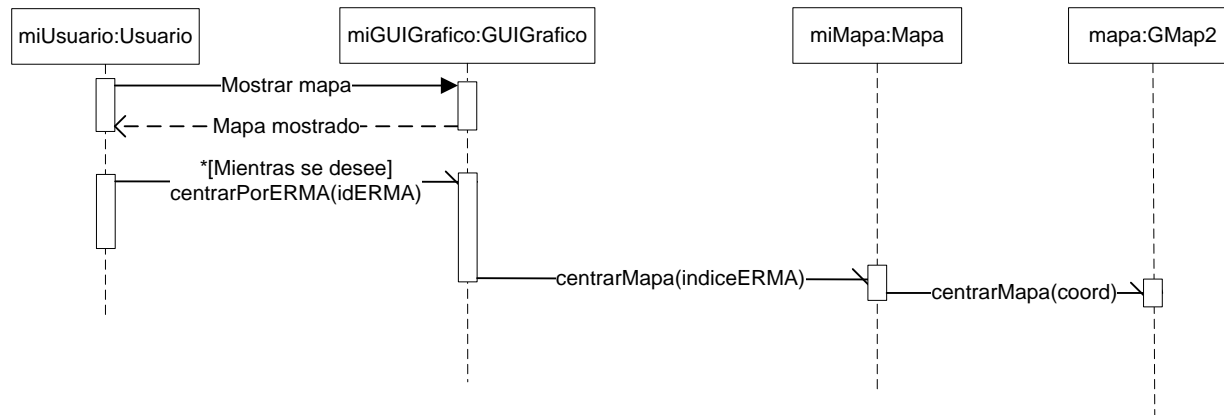 miUsuario:Usuario
miGUIGrafico:GUIGrafico
miMapa:Mapa
mapa:GMap2
Mostrar mapa
Mapa mostrado
*[Mientras se desee]
centrarPorERMA(idERMA)
centrarMapa(indiceERMA)
centrarMapa(coord)